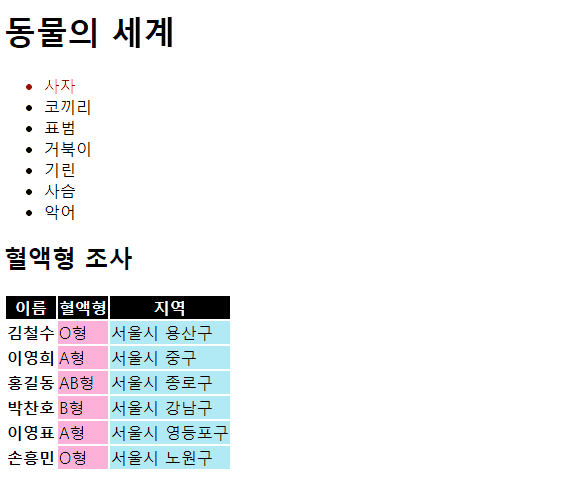 동물의 세계
사자
코끼리
표범
거북이
기린
사슴
악어
혈액형 조사
이름 혈액형 지역
김철수 O형 서울시 용산구
이영희 A형 서울시 중구
홍길동 AB형 서울시 종로구
박찬호 B형 서울시 강남구
이영표 A형 서울시 영등포구
손흥민 O형 서울시 노원구